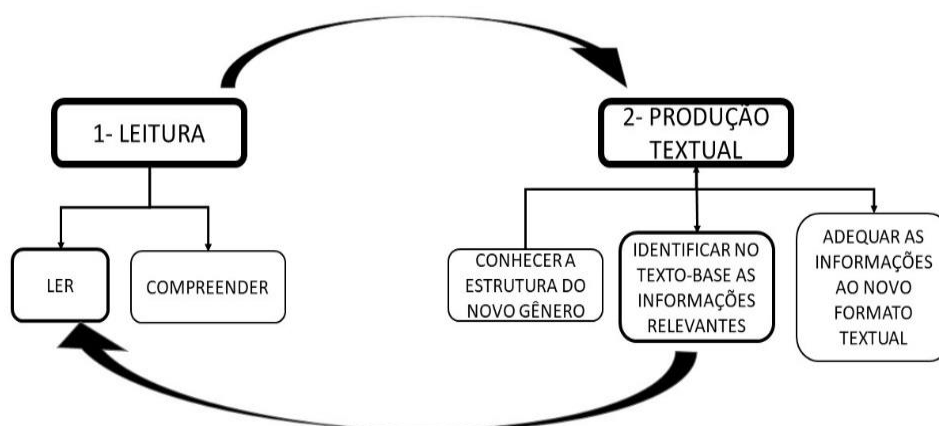 1- LEITURA
2- PRODUÇÃO
TEXTUAL
LER
COMPREENDER
CONHECER A
ESTRUTURA DO
NOVO GÊNERO
IDENTIFICAR NO
TEXTO-BASE AS
INFORMAÇÕES
RELEVANTES
ADEQUAR AS
INFORMAÇÕES
AO NOVO
FORMATO
TEXTUAL